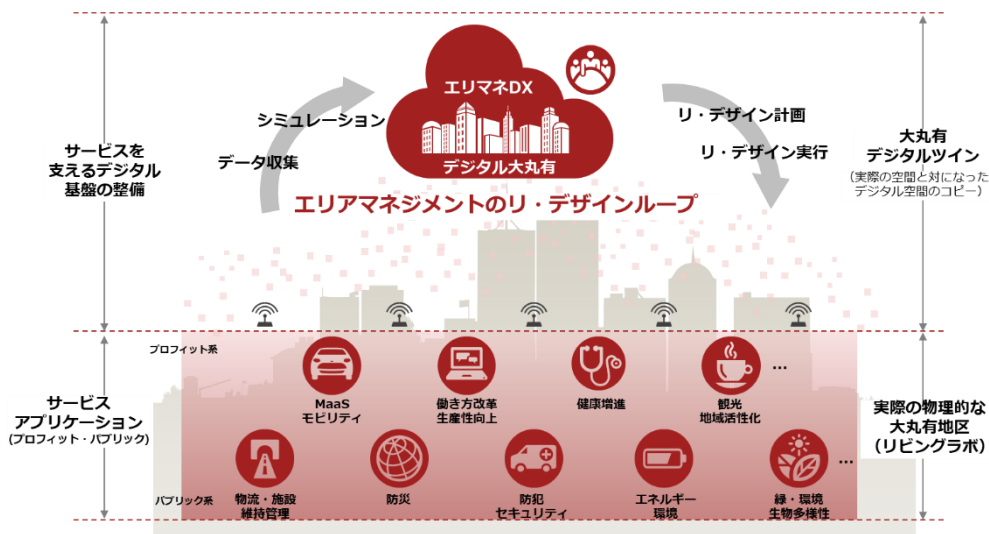 エリマネDX
デジタル大丸有
シミュレーション
データ収集
リ・デザイン計画
リ・デザイン実行
エリアマネジメントのリ・デザインループ
サービスを
支えるデジタル
基盤の整備
大丸有
デジタルツイン
(実際の空間と対になった
デジタル空間のコピー)
サービス
アプリケーション
(プロフィット・パブリック)
実際の物理的な
大丸有地区
(リビングラボ)
プロフィット系
MaaS
モビリティ
働き方改革
生産性向上
健康増進
観光
地域活性化
…
パブリック系
物流・施設
維持管理
防災
防犯
セキュリティ
エネルギー
環境
緑・環境
生物多様性
…